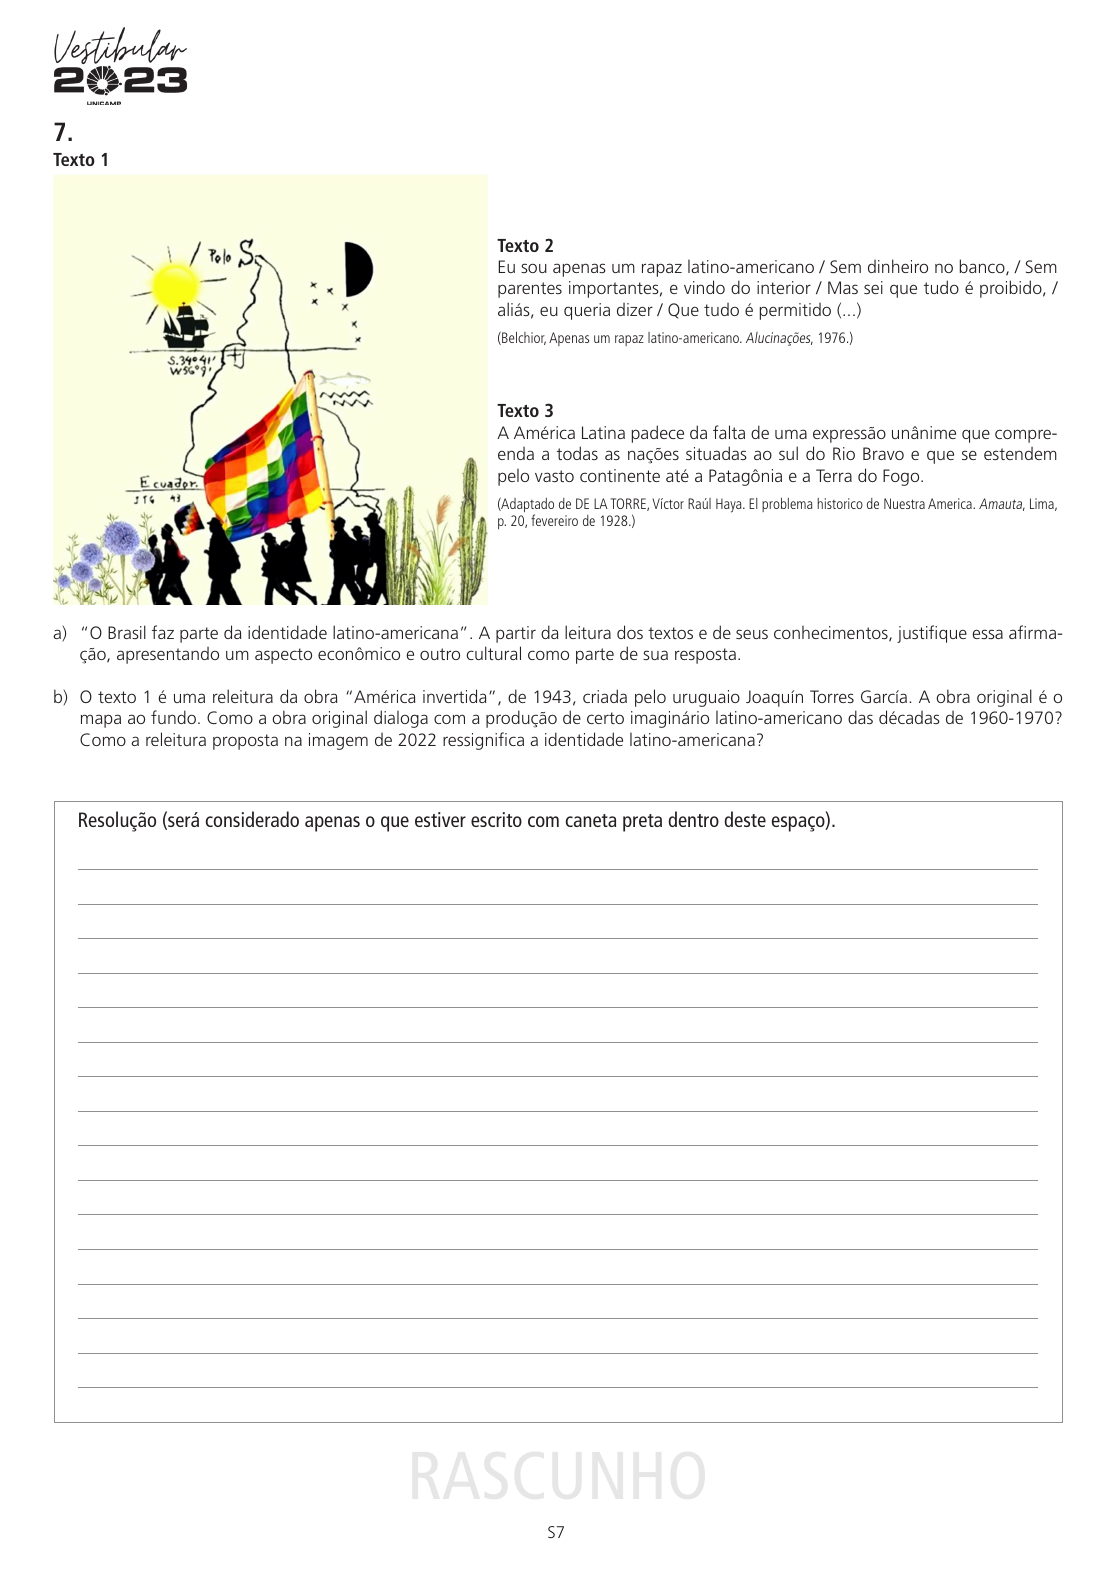 Vestibular
2023
UNICAMP
7.
Texto 1
Polo S.
S.34º41'
W56º9'
Ecuador.
JTG 43
Texto 2
Eu sou apenas um rapaz latino-americano / Sem dinheiro no banco, / Sem
parentes importantes, e vindo do interior / Mas sei que tudo é proibido, /
aliás, eu queria dizer / Que tudo é permitido (...)
(Belchior, Apenas um rapaz latino-americano. Alucinações, 1976.)
Texto 3
A América Latina padece da falta de uma expressão unânime que compre-
enda a todas as nações situadas ao sul do Rio Bravo e que se estendem
pelo vasto continente até a Patagônia e a Terra do Fogo.
(Adaptado de DE LA TORRE, Víctor Raúl Haya. El problema historico de Nuestra America. Amauta, Lima,
p. 20, fevereiro de 1928.)
a) “O Brasil faz parte da identidade latino-americana”. A partir da leitura dos textos e de seus conhecimentos, justifique essa afirma-
ção, apresentando um aspecto econômico e outro cultural como parte de sua resposta.
b) O texto 1 é uma releitura da obra “América invertida”, de 1943, criada pelo uruguaio Joaquín Torres García. A obra original é o
mapa ao fundo. Como a obra original dialoga com a produção de certo imaginário latino-americano das décadas de 1960-1970?
Como a releitura proposta na imagem de 2022 ressignifica a identidade latino-americana?
Resolução (será considerado apenas o que estiver escrito com caneta preta dentro deste espaço).
RASCUNHO
S7